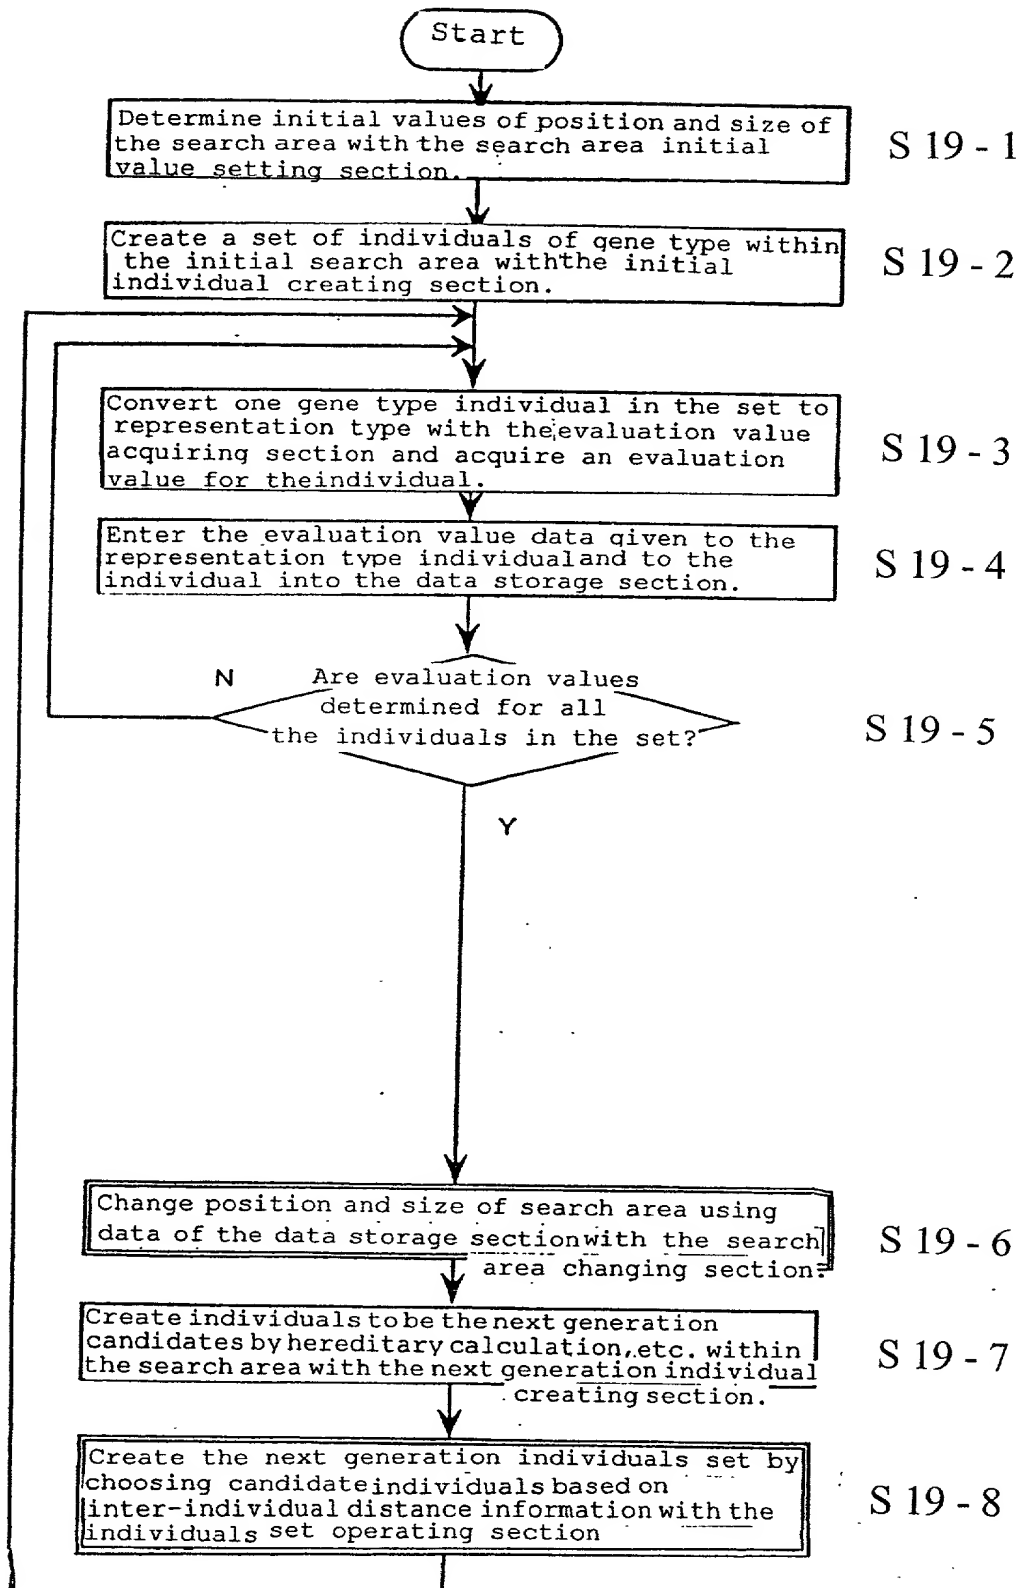 Start
Determine initial values of position and size of
the search area with the search area initial
value setting section.
S 19 - 1
Create a set of individuals of gene type within
the initial search area with the initial
individual creating section.
S 19 - 2
Convert one gene type individual in the set to
representation type with the evaluation value
acquiring section and acquire an evaluation
value for theindividual.
S 19 - 3
Enter the evaluation value data given to the
representation type individualand to the
individual into the data storage section.
S 19 - 4
N
Are evaluation values
determined for all
the individuals in the set?
S 19 - 5
Y
Change position and size of search area using
data of the data storage sectionwith the search
area changing section.
S 19 - 6
Create individuals to be the next generation
candidates by hereditary calculation, etc. within
the search area with the next generation individual
creating section.
S 19 - 7
Create the next generation individuals set by
choosing candidate individuals based on
inter-individual distance information with the
individuals set operating section
S 19 - 8